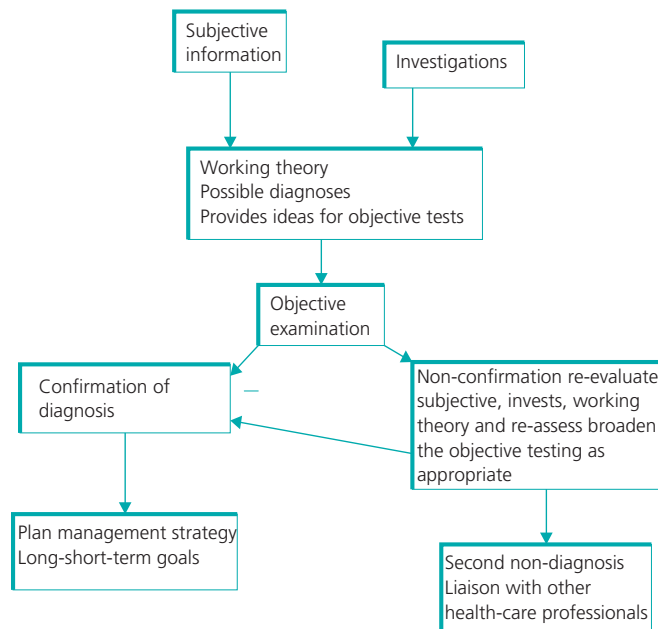 Subjective
information
Investigations
Working theory
Possible diagnoses
Provides ideas for objective tests
Objective
examination
Confirmation of
diagnosis
Non-confirmation re-evaluate
subjective, invests, working
theory and re-assess broaden
the objective testing as
appropriate
Plan management strategy
Long-short-term goals
Second non-diagnosis
Liaison with other
health-care professionals